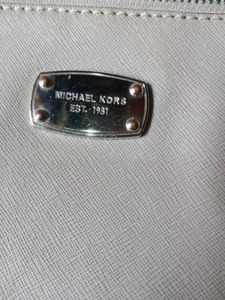 MICHAEL KORS
EST. 1981